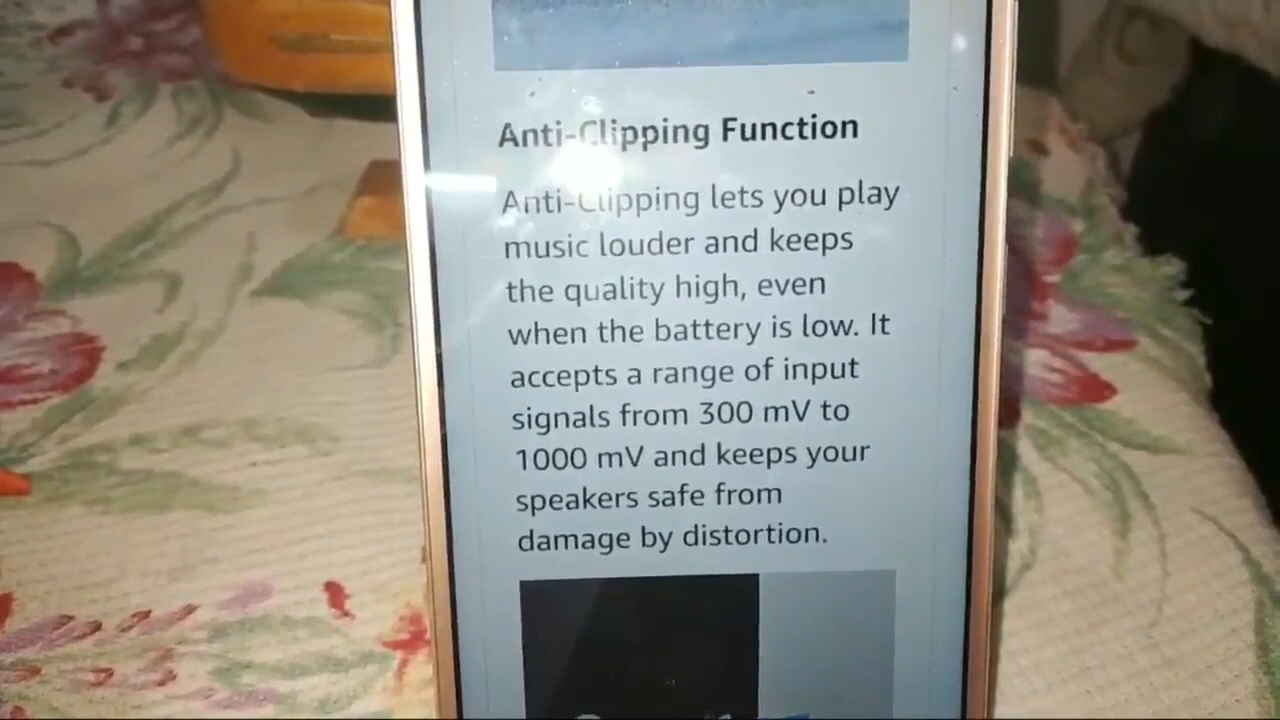 Anti-Clipping Function
Anti-Clipping lets you play
music louder and keeps
the quality high, even
when the battery is low. It
accepts a range of input
signals from 300 mV to
1000 mV and keeps your
speakers safe from
damage by distortion.